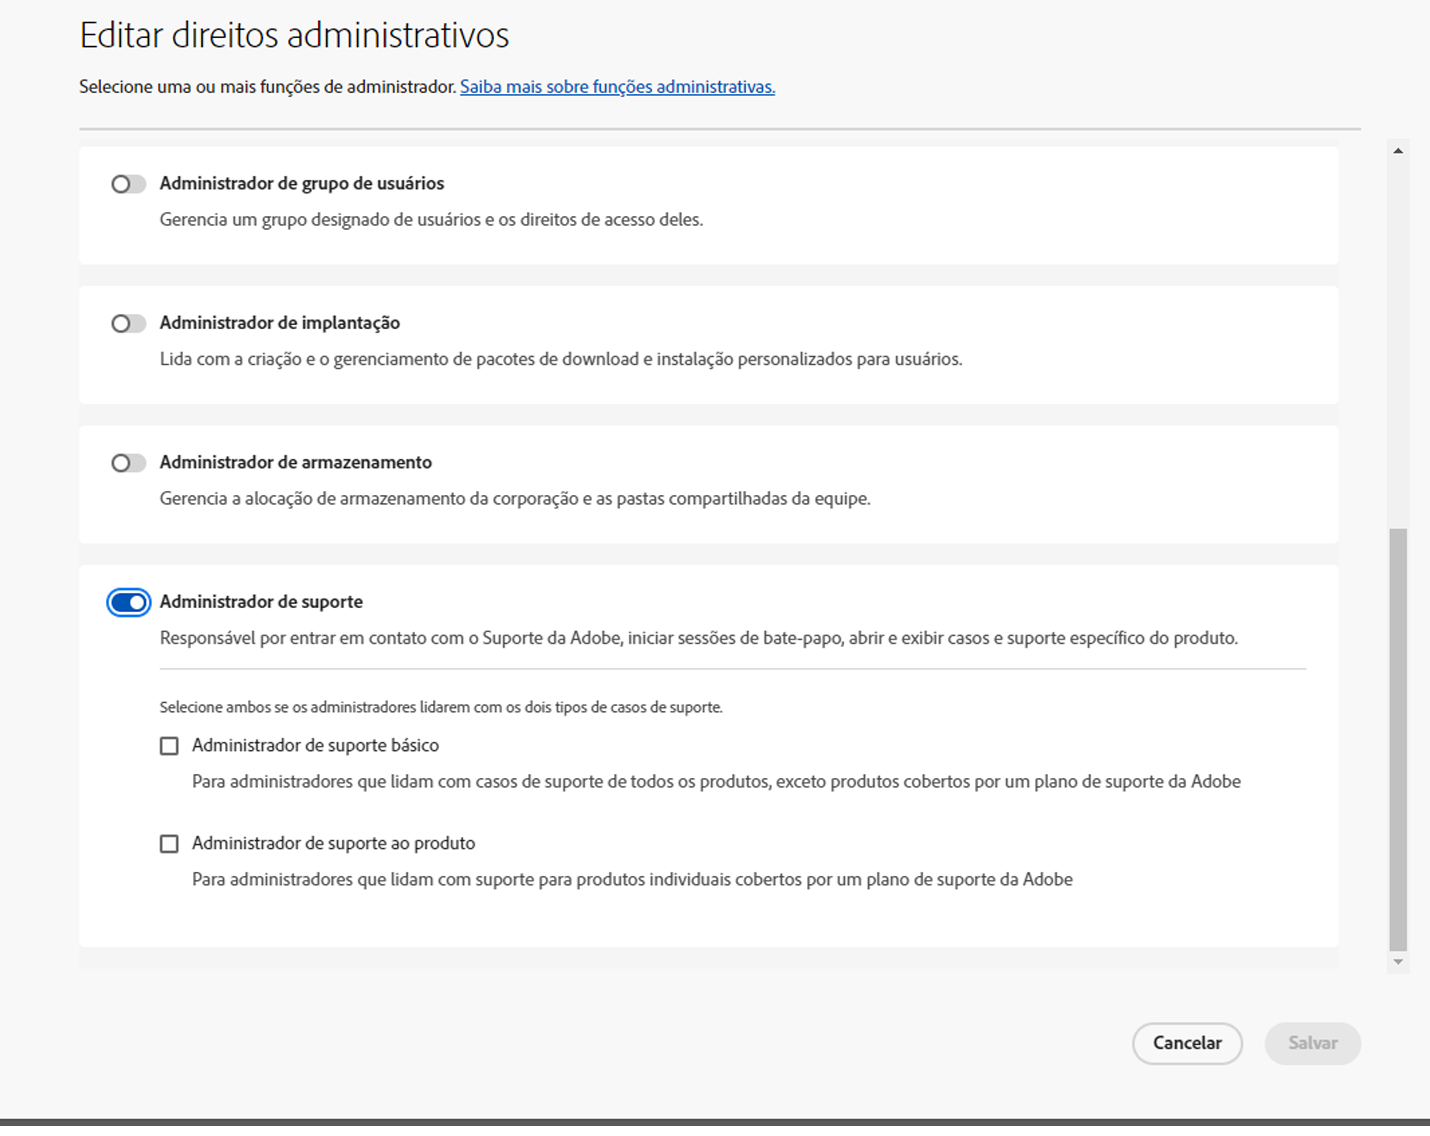 Editar direitos administrativos
Selecione uma ou mais funções de administrador. Saiba mais sobre funções administrativas.
Administrador de grupo de usuários
Gerencia um grupo designado de usuários e os direitos de acesso deles.
Administrador de implantação
Lida com a criação e o gerenciamento de pacotes de download e instalação personalizados para usuários.
Administrador de armazenamento
Gerencia a alocação de armazenamento da corporação e as pastas compartilhadas da equipe.
Administrador de suporte
Responsável por entrar em contato com o Suporte da Adobe, iniciar sessões de bate-papo, abrir e exibir casos e suporte específico do produto.
Selecione ambos se os administradores lidarem com os dois tipos de casos de suporte.
Administrador de suporte básico
Para administradores que lidam com casos de suporte de todos os produtos, exceto produtos cobertos por um plano de suporte da Adobe
Administrador de suporte ao produto
Para administradores que lidam com suporte para produtos individuais cobertos por um plano de suporte da Adobe
Cancelar
Salvar